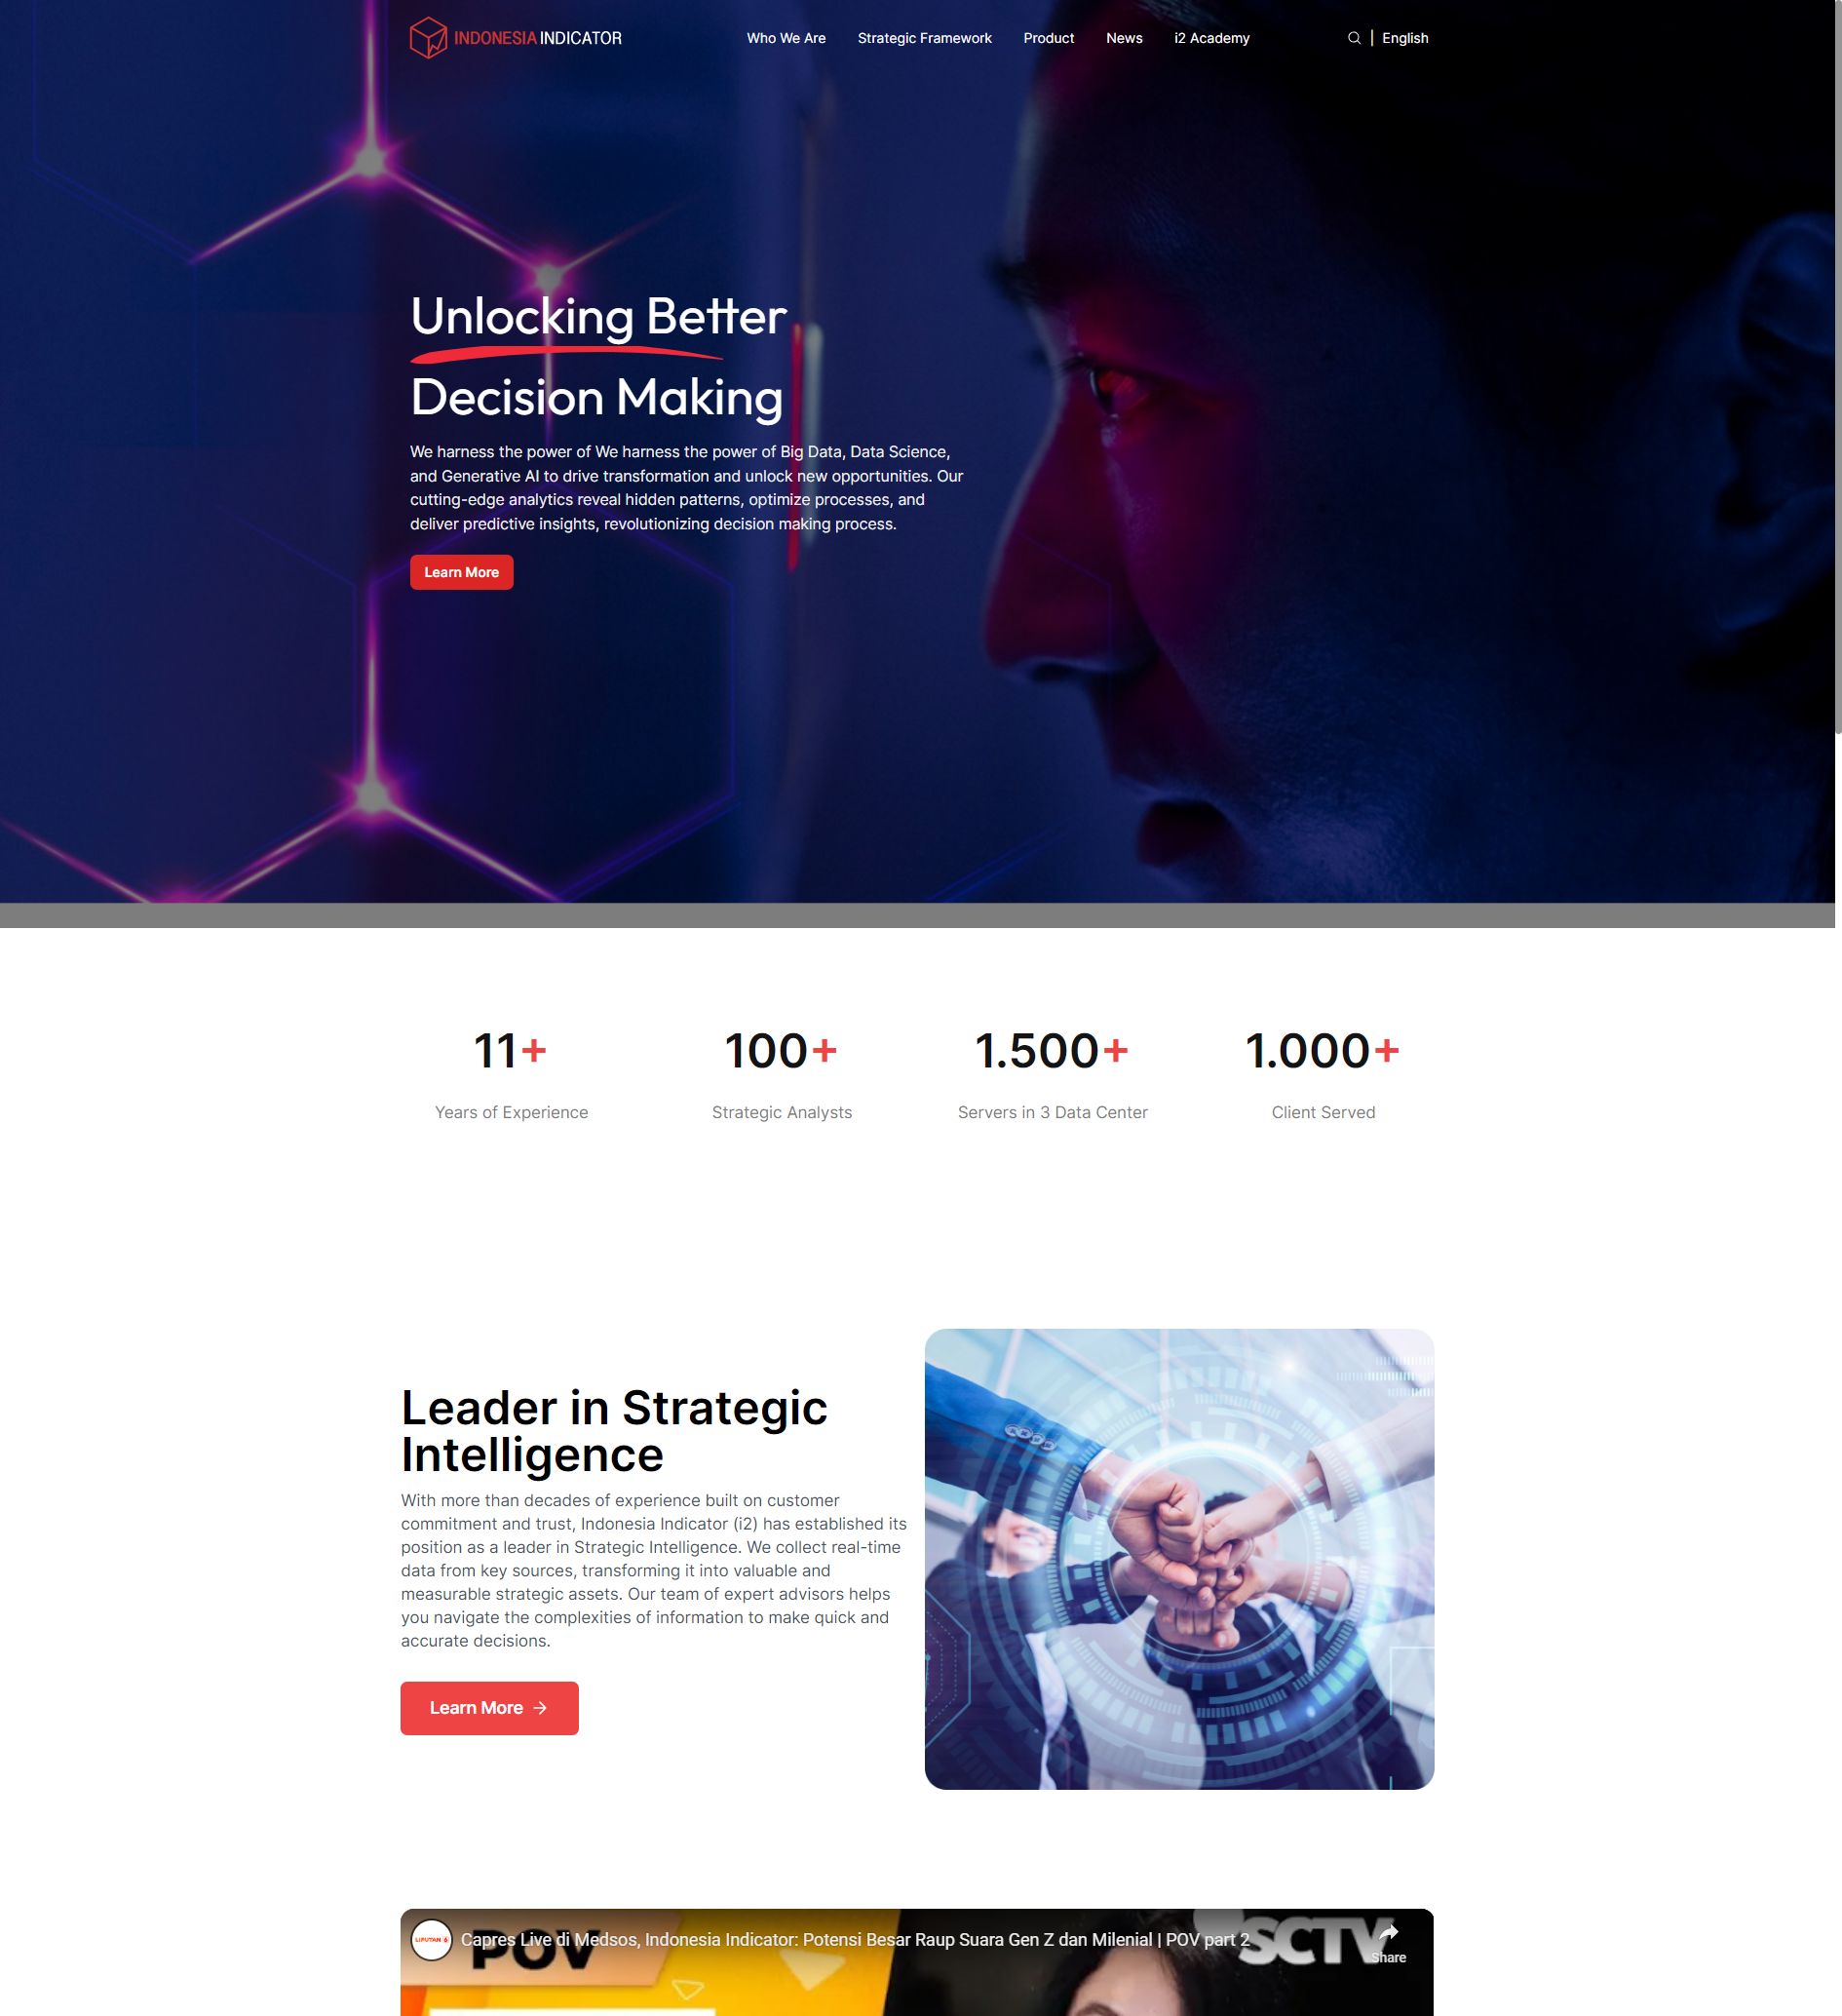 INDONESIA INDICATOR
Who We Are
Strategic Framework
Product
News
i2 Academy
English
Unlocking Better
Decision Making
We harness the power of We harness the power of Big Data, Data Science,
and Generative AI to drive transformation and unlock new opportunities. Our
cutting-edge analytics reveal hidden patterns, optimize processes, and
deliver predictive insights, revolutionizing decision making process.
Learn More
11+
Years of Experience
100+
Strategic Analysts
1.500+
Servers in 3 Data Center
1.000+
Client Served
Leader in Strategic
Intelligence
With more than decades of experience built on customer
commitment and trust, Indonesia Indicator (i2) has established its
position as a leader in Strategic Intelligence. We collect real-time
data from key sources, transforming it into valuable and
measurable strategic assets. Our team of expert advisors helps
you navigate the complexities of information to make quick and
accurate decisions.
Learn More
LIPUTAN 6
Capres Live di Medsos, Indonesia Indicator: Potensi Besar Raup Suara Gen Z dan Milenial | POV part 2
POV
SCTV
Share